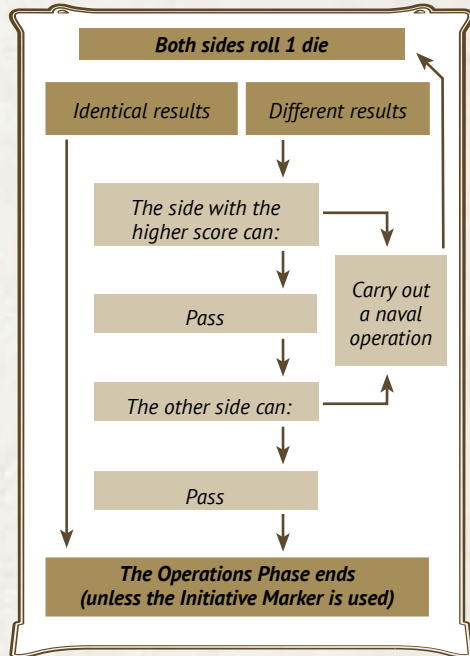 Both sides roll 1 die
Identical results
Different results
The side with the
higher score can:
Pass
Carry out
a naval
operation
The other side can:
Pass
The Operations Phase ends
(unless the Initiative Marker is used)